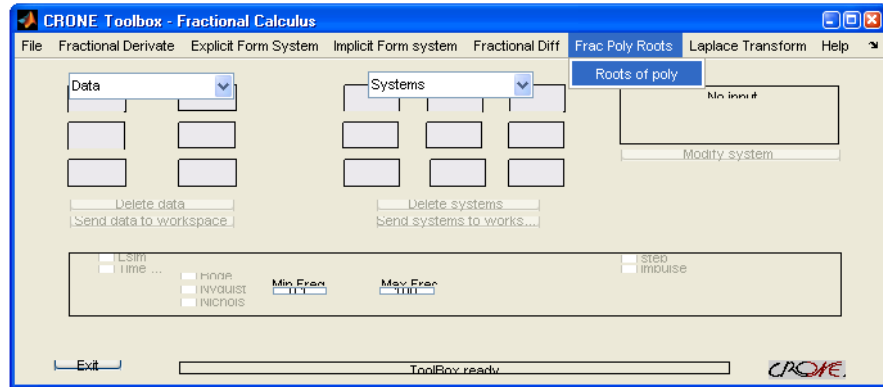 CRONE Toolbox - Fractional Calculus
File Fractional Derivate Explicit Form System Implicit Form system Fractional Diff Frac Poly Roots Laplace Transform Help
Roots of poly
Data
Systems
No input
Modify system
Delete data
Delete systems
Send data to workspace
Send systems to works...
Lsim
Time ...
step
impulse
Bode
Nyquist
Nichols
Min Freq
Max Freq
Exit
ToolBox ready
CRONE